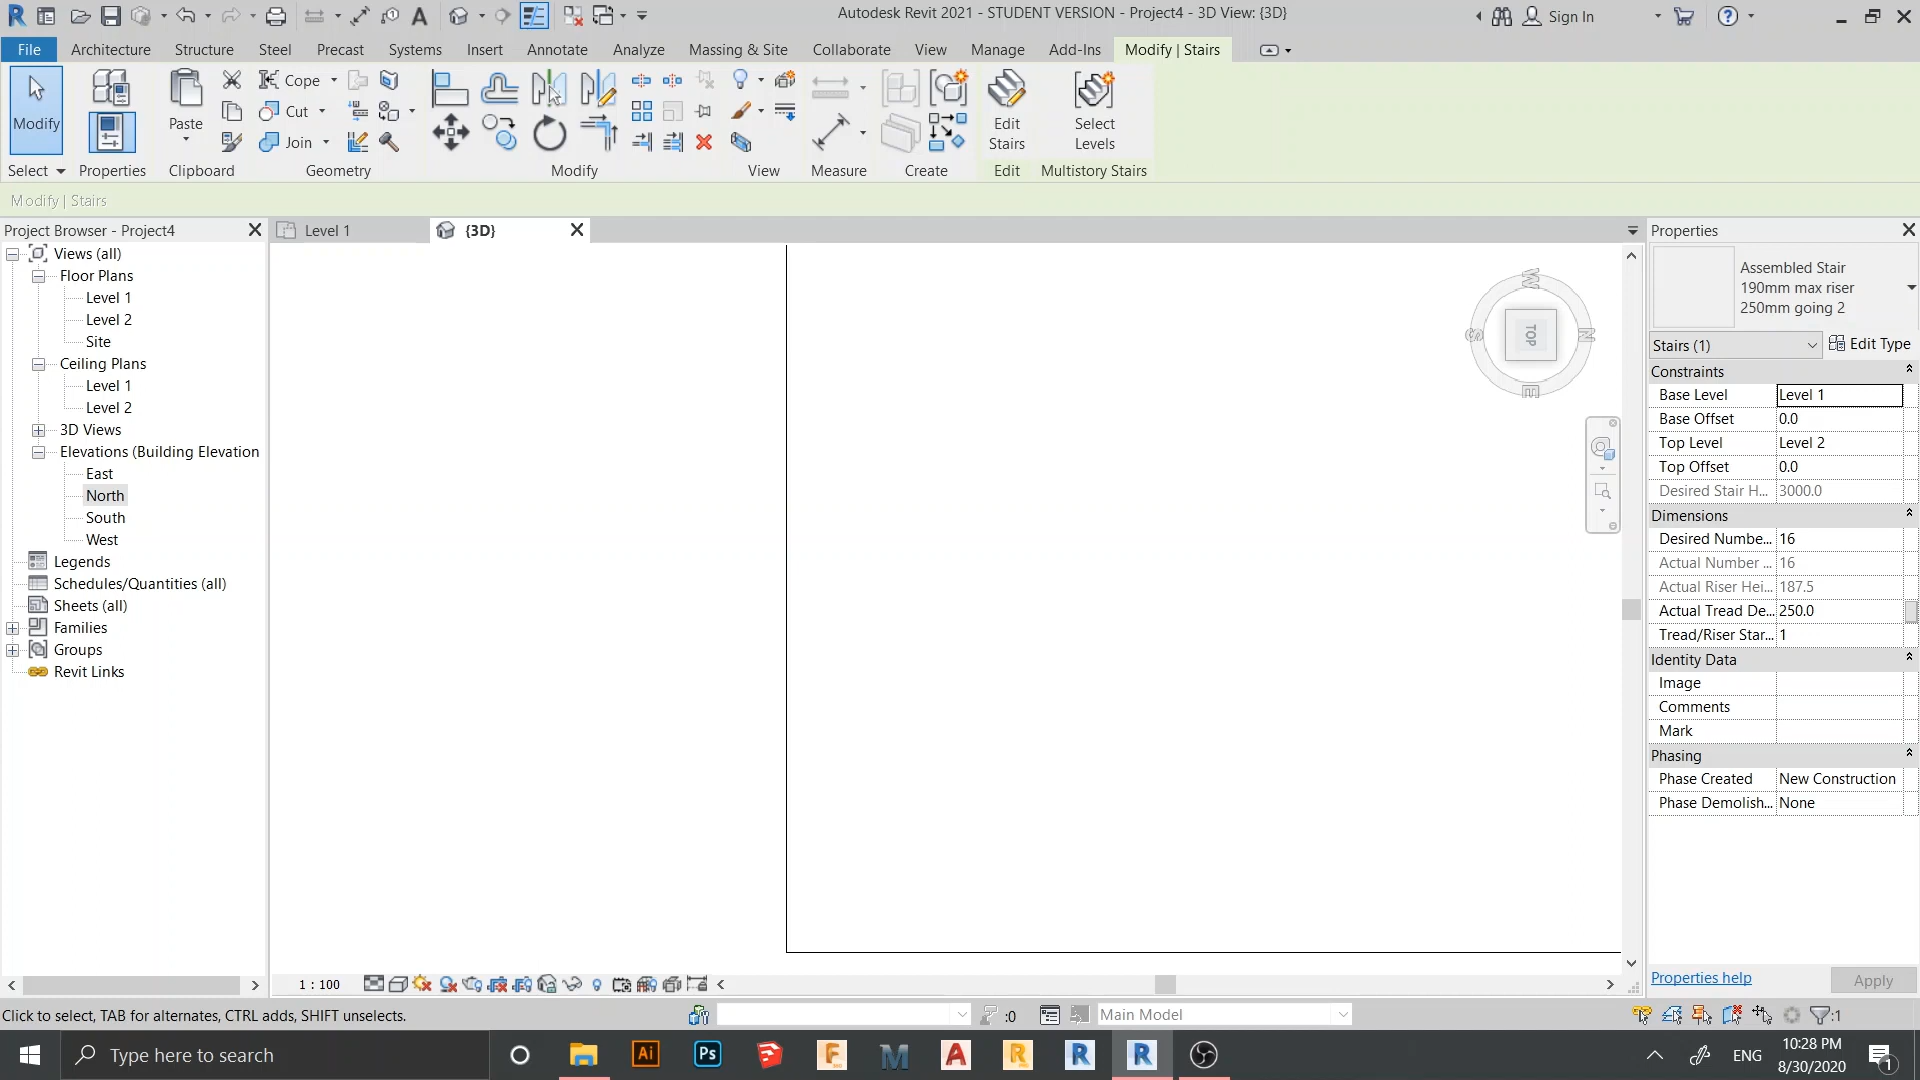 Autodesk Revit 2021 - STUDENT VERSION - Project4 - 3D View: {3D}
Sign In
File Architecture Structure Steel Precast Systems Insert Annotate Analyze Massing & Site Collaborate View Manage Add-Ins Modify | Stairs
Modify
Paste
Cope
Cut
Join
Edit Stairs
Select Levels
Select Properties Clipboard Geometry Modify View Measure Create Edit Multistory Stairs
Modify | Stairs
Project Browser - Project4
Views (all)
Floor Plans
Level 1
Level 2
Site
Ceiling Plans
Level 1
Level 2
3D Views
Elevations (Building Elevation
East
North
South
West
Legends
Schedules/Quantities (all)
Sheets (all)
Families
Groups
Revit Links
Level 1
{3D}
W
S
TOP
N
E
Properties
Assembled Stair
190mm max riser
250mm going 2
Stairs (1)
Edit Type
Constraints
Base Level Level 1
Base Offset 0.0
Top Level Level 2
Top Offset 0.0
Desired Stair H... 3000.0
Dimensions
Desired Numbe... 16
Actual Number ... 16
Actual Riser Hei... 187.5
Actual Tread De... 250.0
Tread/Riser Star... 1
Identity Data
Image
Comments
Mark
Phasing
Phase Created New Construction
Phase Demolish... None
Properties help
Apply
1 : 100
Click to select, TAB for alternates, CTRL adds, SHIFT unselects.
:0
Main Model
:1
Type here to search
Ai
Ps
F
M
A
R
R
R
ENG
10:28 PM
8/30/2020
1